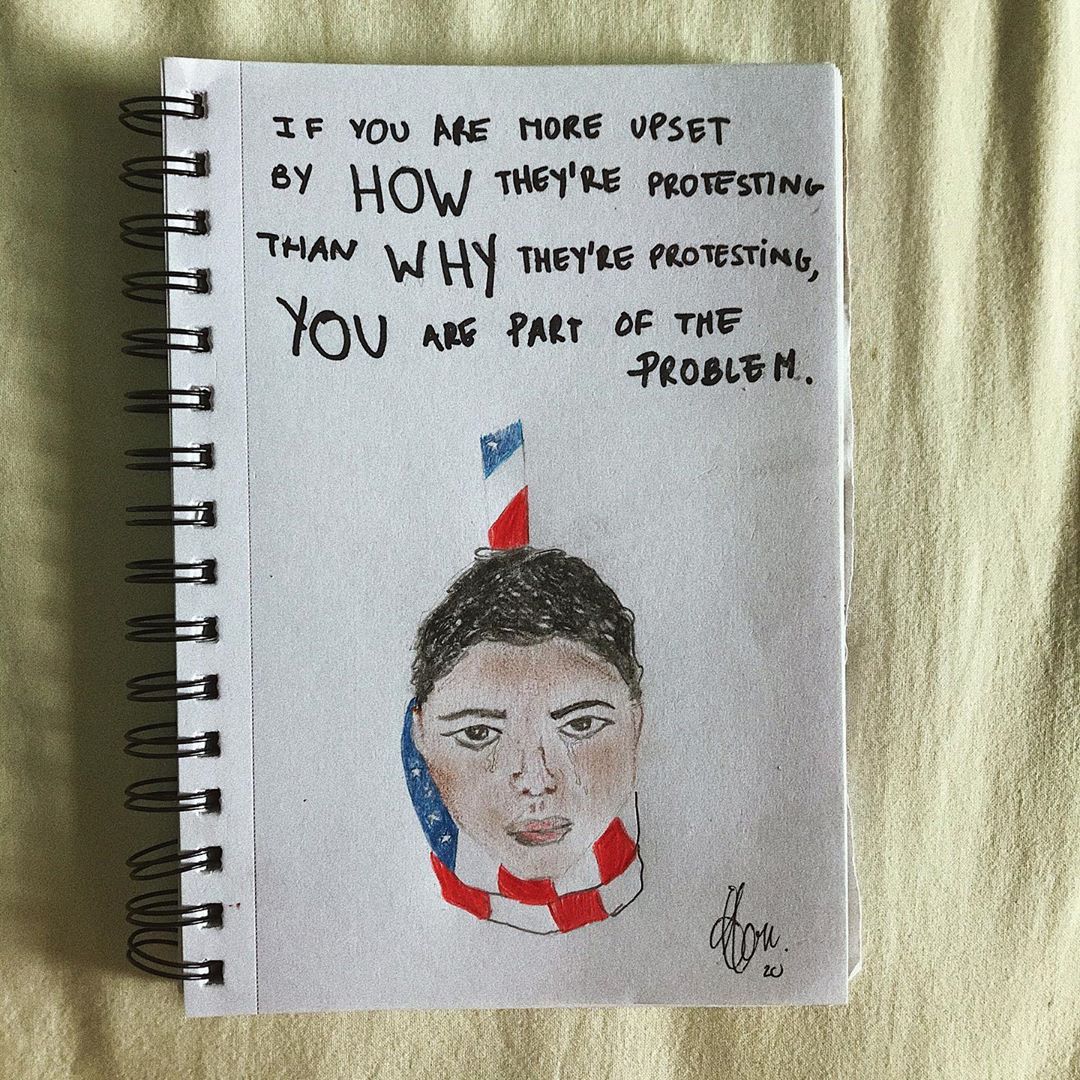 IF YOU ARE MORE UPSET
BY HOW THEY'RE PROTESTING
THAN WHY THEY'RE PROTESTING,
YOU ARE PART OF THE
PROBLEM.
20